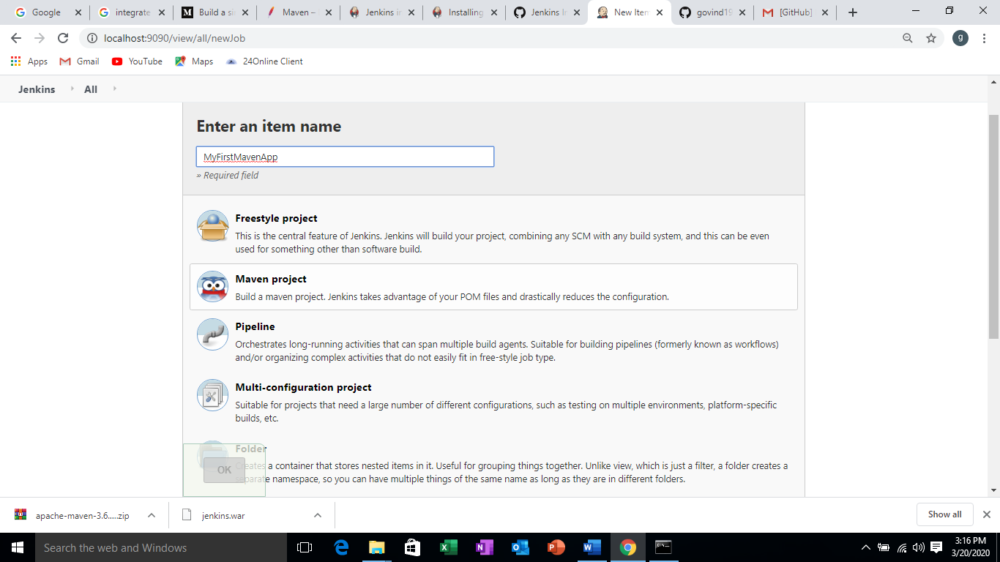 Google
integrate
Build a si
Maven –
Jenkins in
Installing
Jenkins In
New Item
govind19
[GitHub]
localhost:9090/view/all/newJob
g
Apps
Gmail
YouTube
Maps
24Online Client
Jenkins
All
Enter an item name
MyFirstMavenApp
» Required field
Freestyle project
This is the central feature of Jenkins. Jenkins will build your project, combining any SCM with any build system, and this can be even
used for something other than software build.
Maven project
Build a maven project. Jenkins takes advantage of your POM files and drastically reduces the configuration.
Pipeline
Orchestrates long-running activities that can span multiple build agents. Suitable for building pipelines (formerly known as workflows)
and/or organizing complex activities that do not easily fit in free-style job type.
Multi-configuration project
Suitable for projects that need a large number of different configurations, such as testing on multiple environments, platform-specific
builds, etc.
Folder
Creates a container that stores nested items in it. Useful for grouping things together. Unlike view, which is just a filter, a folder creates a
separate namespace, so you can have multiple things of the same name as long as they are in different folders.
OK
apache-maven-3.6.....zip
jenkins.war
Show all
Search the web and Windows
3:16 PM
3/20/2020